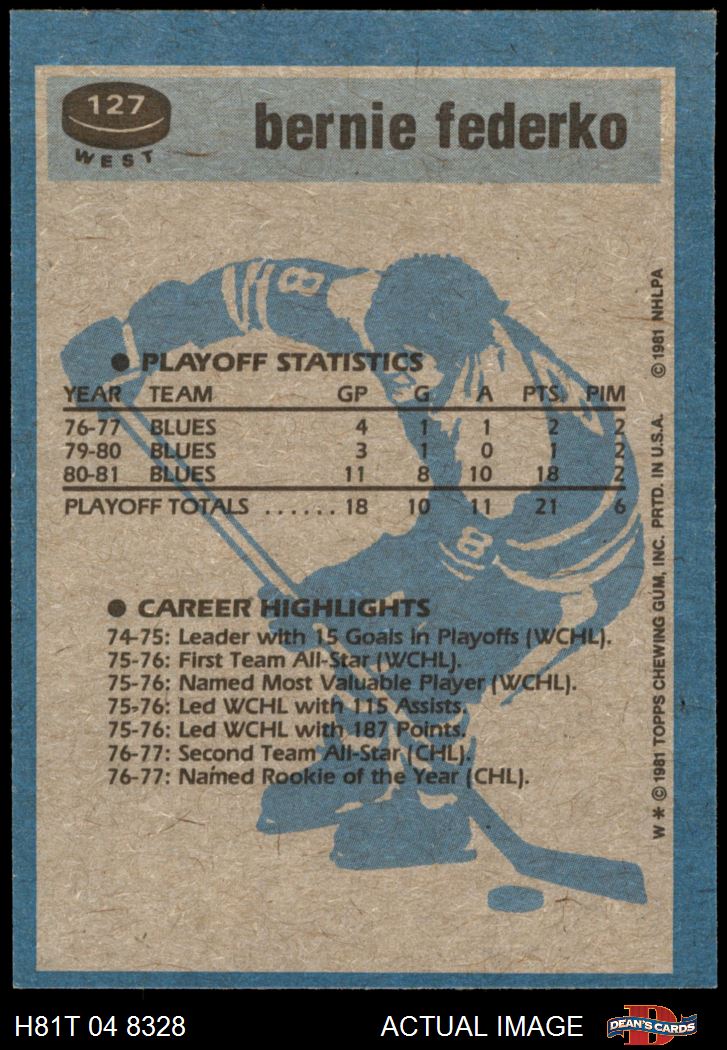 127
WEST
bernie federko
● PLAYOFF STATISTICS
YEAR TEAM GP G A PTS. PIM
76-77 BLUES 4 1 1 2 2
79-80 BLUES 3 1 0 1 2
80-81 BLUES 11 8 10 18 2
PLAYOFF TOTALS ...... 18 10 11 21 6
● CAREER HIGHLIGHTS
74-75: Leader with 15 Goals in Playoffs (WCHL).
75-76: First Team All-Star (WCHL).
75-76: Named Most Valuable Player (WCHL).
75-76: Led WCHL with 115 Assists.
75-76: Led WCHL with 187 Points.
76-77: Second Team All-Star (CHL).
76-77: Named Rookie of the Year (CHL).
8
8
W * © 1981 TOPPS CHEWING GUM, INC. PRTD. IN U.S.A. © 1981 NHLPA
H81T 04 8328 ACTUAL IMAGE
D
DEAN'S CARDS